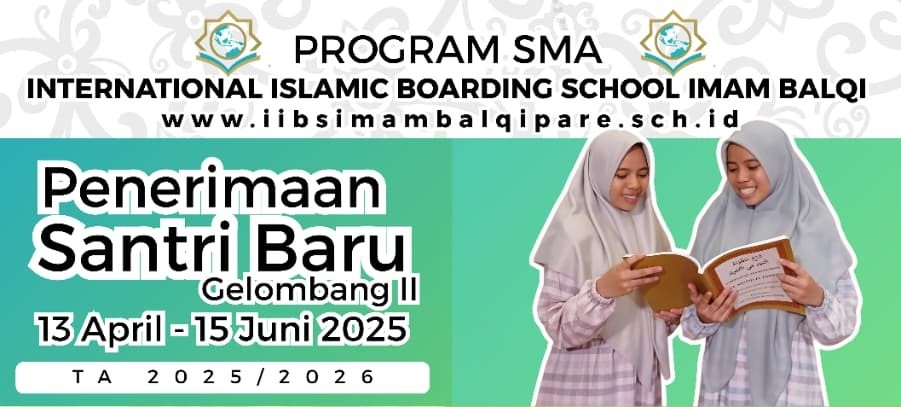 PROGRAM SMA
INTERNATIONAL ISLAMIC BOARDING SCHOOL IMAM BALQI
www.iibsimambalqipare.sch.id
Penerimaan
Santri Baru
Gelombang II
13 April - 15 Juni 2025
TA 2025/2026